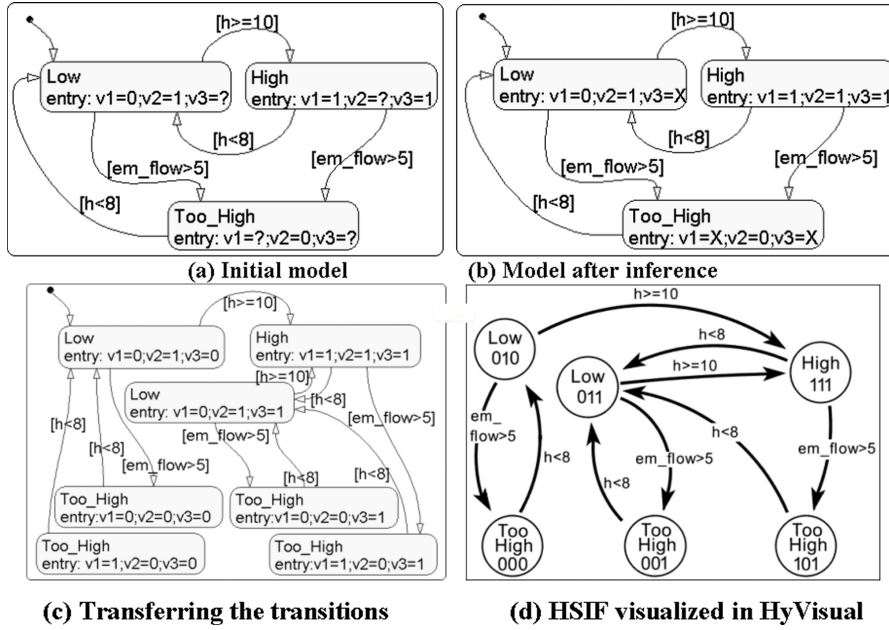 [h>=10]
Low
entry: v1=0;v2=1;v3=?
High
entry: v1=1;v2=?;v3=1
[h<8]
[em_flow>5]
[em_flow>5]
[h<8]
Too_High
entry: v1=?;v2=0;v3=?
(a) Initial model
[h>=10]
Low
entry: v1=0;v2=1;v3=X
High
entry: v1=1;v2=1;v3=1
[h<8]
[em_flow>5]
[em_flow>5]
[h<8]
Too_High
entry: v1=X;v2=0;v3=X
(b) Model after inference
[h>=10]
Low
entry: v1=0;v2=1;v3=0
High
entry: v1=1;v2=1;v3=1
[h>=10]
Low
entry: v1=0;v2=1;v3=1
[h<8]
[em_flow>5]
[h<8]
[h<8]
[em_flow>5]
[h<8]
[h<8]
[em_flow>5]
Too_High
entry:v1=0;v2=0;v3=0
Too_High
entry:v1=0;v2=0;v3=1
Too_High
entry:v1=1;v2=0;v3=0
Too_High
entry:v1=1;v2=0;v3=1
(c) Transferring the transitions
h>=10
Low
010
h<8
Low
011
h>=10
High
111
em_
flow>5
h<8
h<8
em_flow>5
h<8
em_flow>5
Too
High
000
Too
High
001
Too
High
101
(d) HSIF visualized in HyVisual